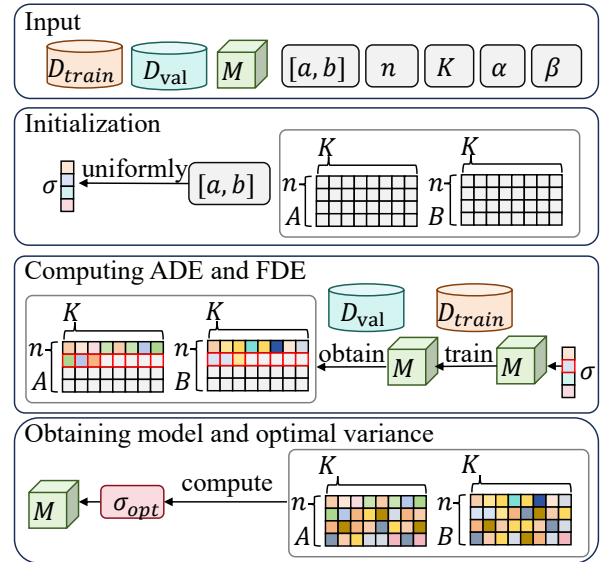 Input
D_train D_val M [a, b] n K α β
Initialization
K K
σ uniformly [a, b] n n
A B
Computing ADE and FDE
K K D_val D_train
n n obtain M train M σ
A B
Obtaining model and optimal variance
K K
M σ_opt compute n n
A B